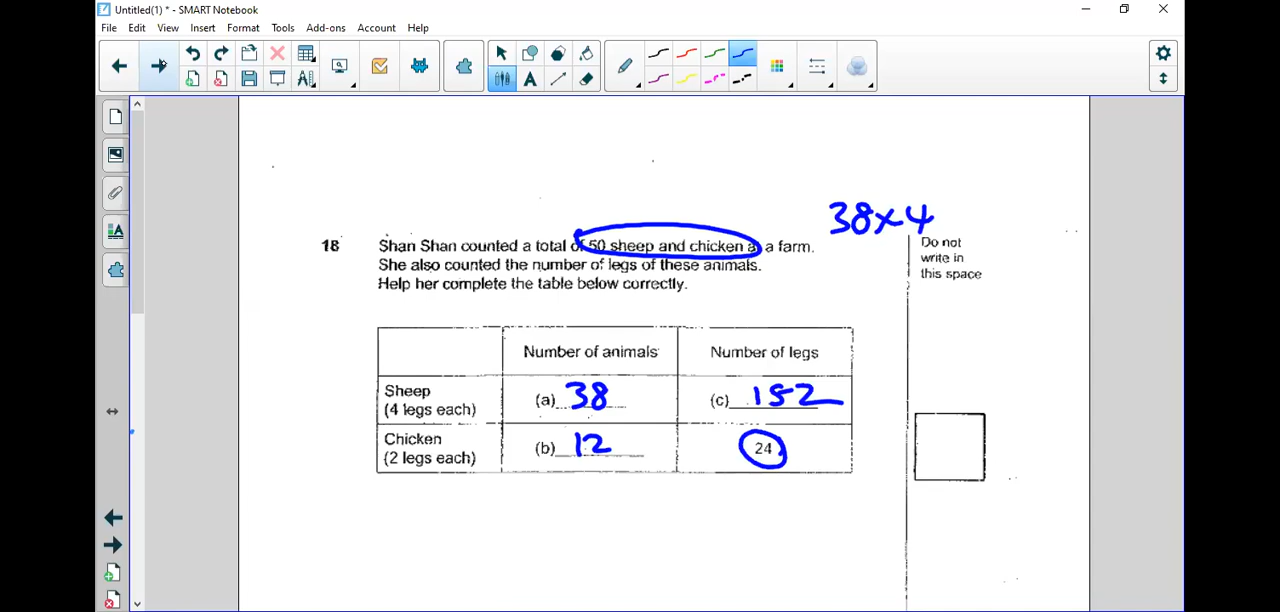 Untitled(1) * - SMART Notebook
File Edit View Insert Format Tools Add-ons Account Help
38×4
18 Shan Shan counted a total of 50 sheep and chicken a a farm.
She also counted the number of legs of these animals.
Help her complete the table below correctly.
Do not
write in
this space
Number of animals Number of legs
Sheep
(4 legs each) (a) 38 (c) 152
Chicken
(2 legs each) (b) 12 24